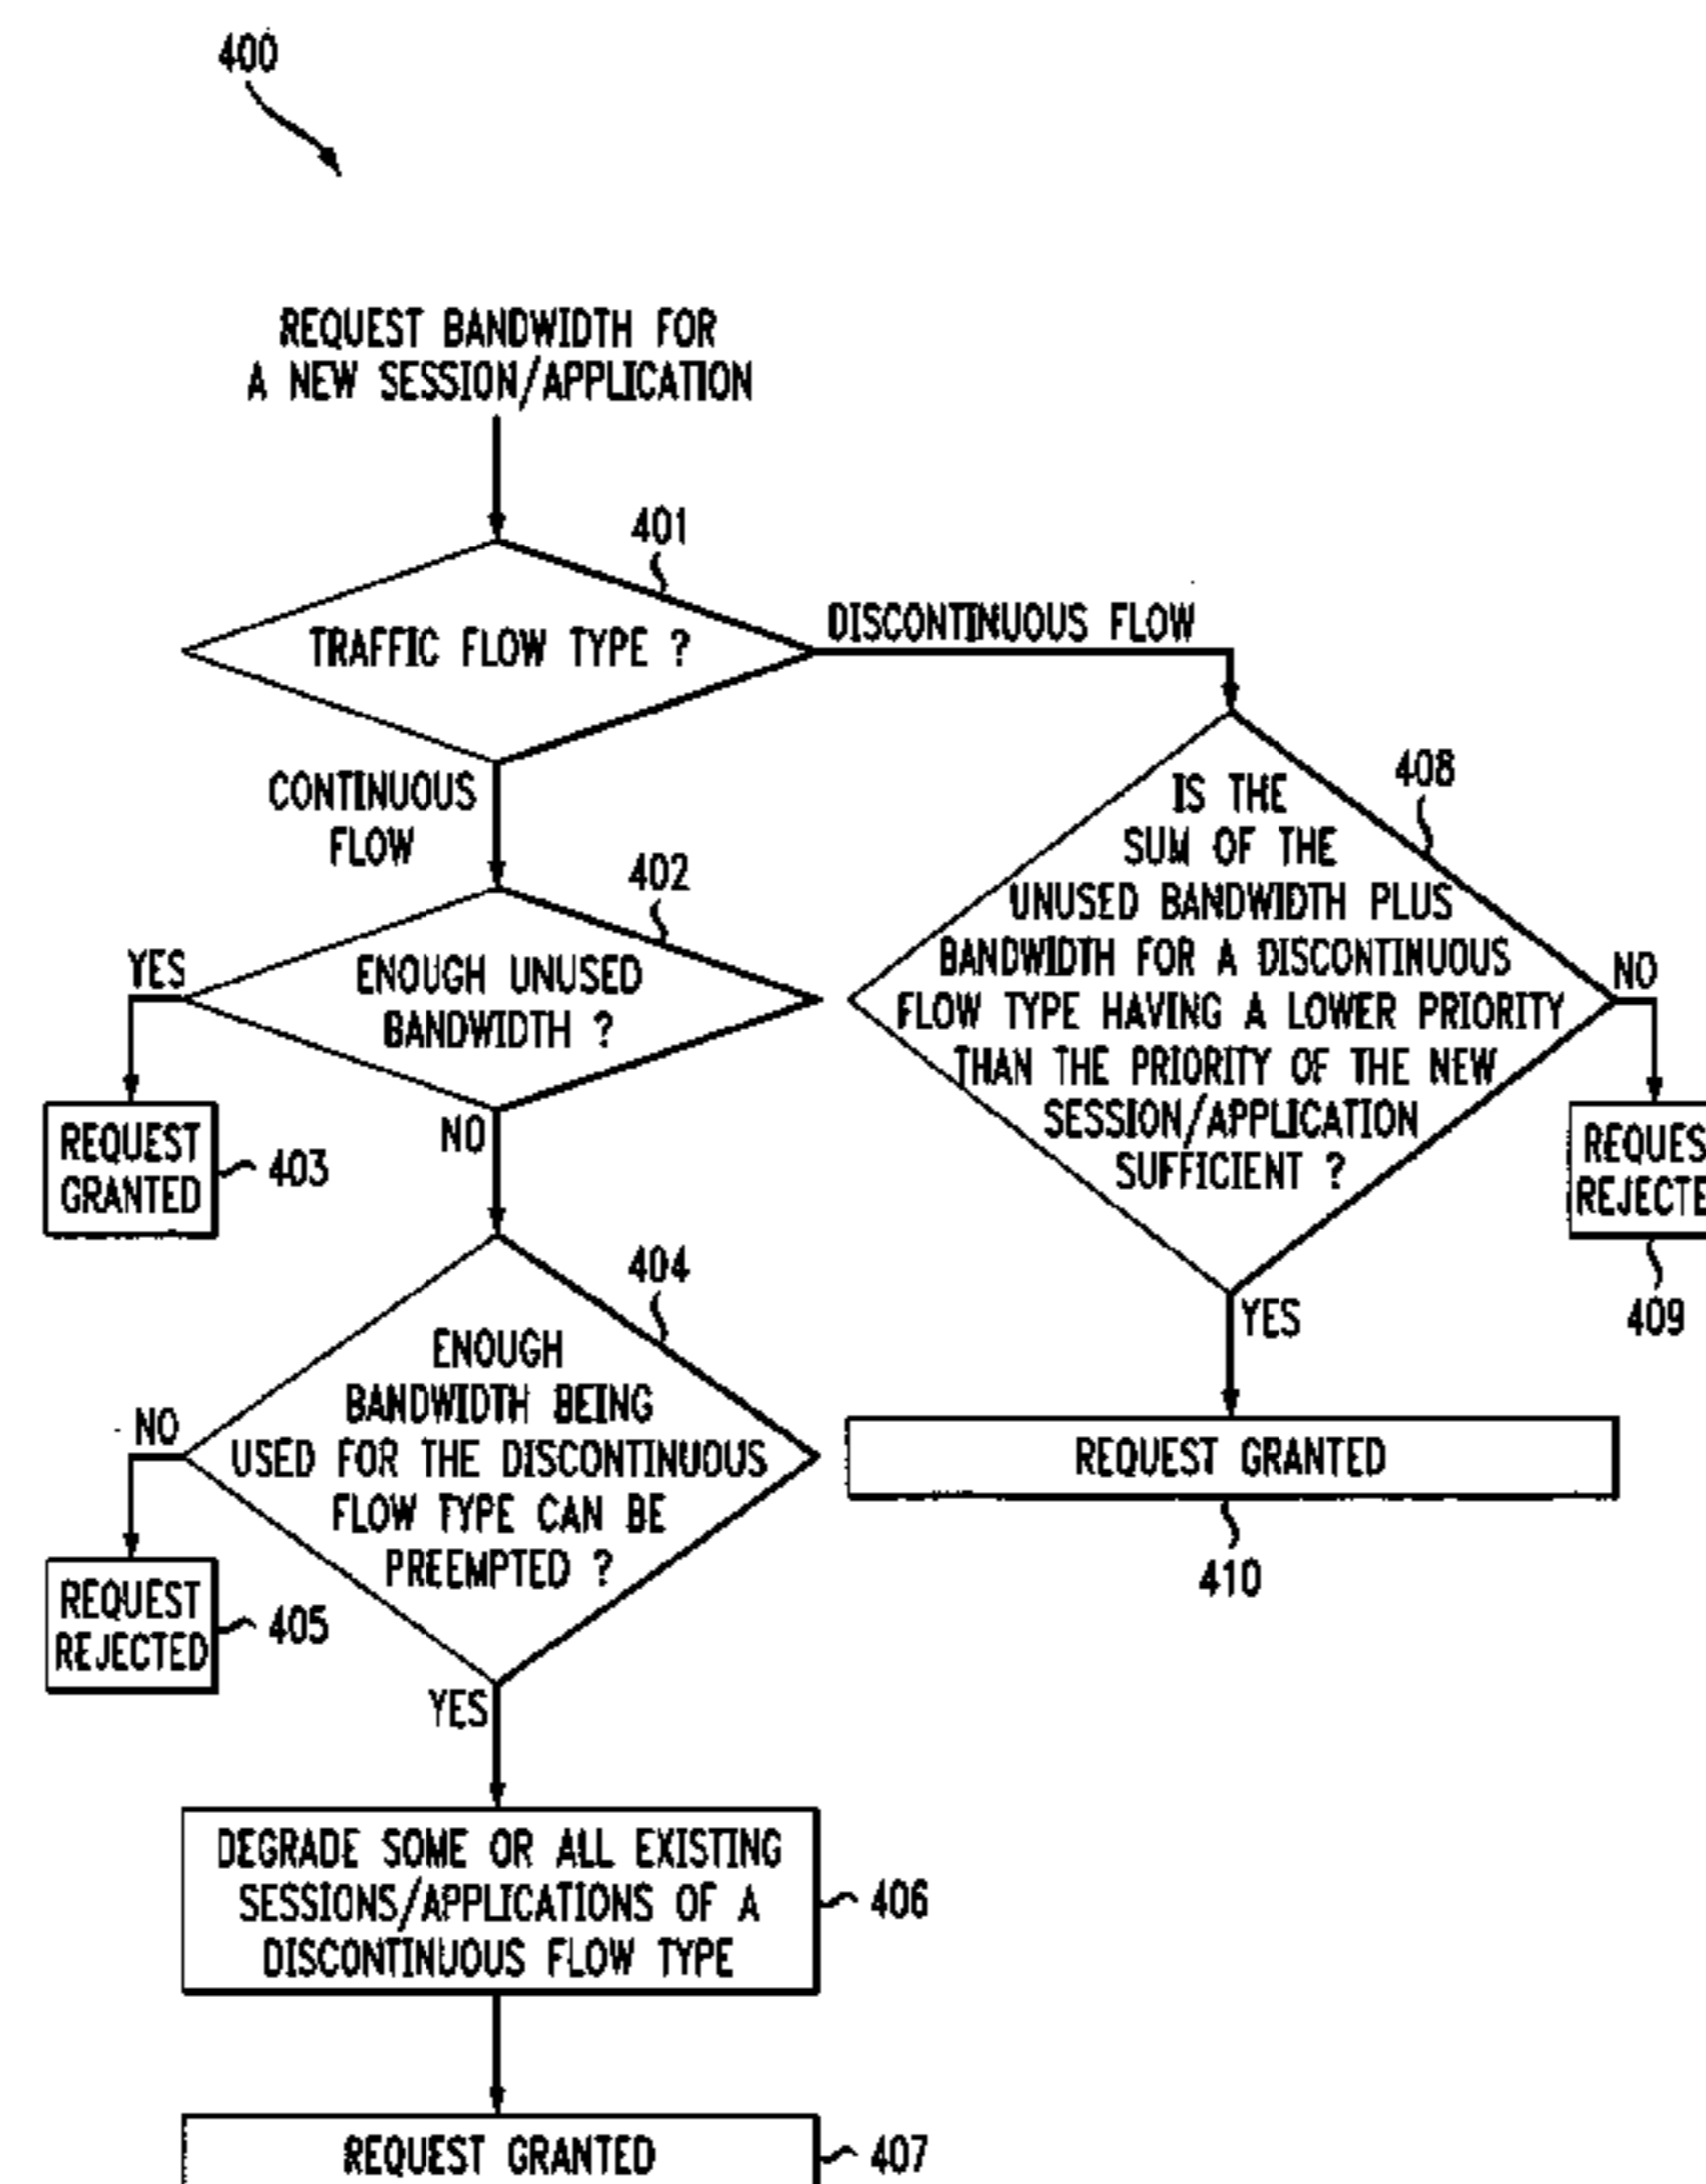 400
REQUEST BANDWIDTH FOR
A NEW SESSION/APPLICATION
401
TRAFFIC FLOW TYPE ?
DISCONTINUOUS FLOW
CONTINUOUS
FLOW
402
YES
ENOUGH UNUSED
BANDWIDTH ?
NO
REQUEST
GRANTED
403
404
ENOUGH
BANDWIDTH BEING
USED FOR THE DISCONTINUOUS
FLOW TYPE CAN BE
PREEMPTED ?
NO
REQUEST
REJECTED
405
YES
DEGRADE SOME OR ALL EXISTING
SESSIONS/APPLICATIONS OF A
DISCONTINUOUS FLOW TYPE
406
REQUEST GRANTED
407
408
IS THE
SUM OF THE
UNUSED BANDWIDTH PLUS
BANDWIDTH FOR A DISCONTINUOUS
FLOW TYPE HAVING A LOWER PRIORITY
THAN THE PRIORITY OF THE NEW
SESSION/APPLICATION
SUFFICIENT ?
NO
REQUES
REJECTE
409
YES
REQUEST GRANTED
410